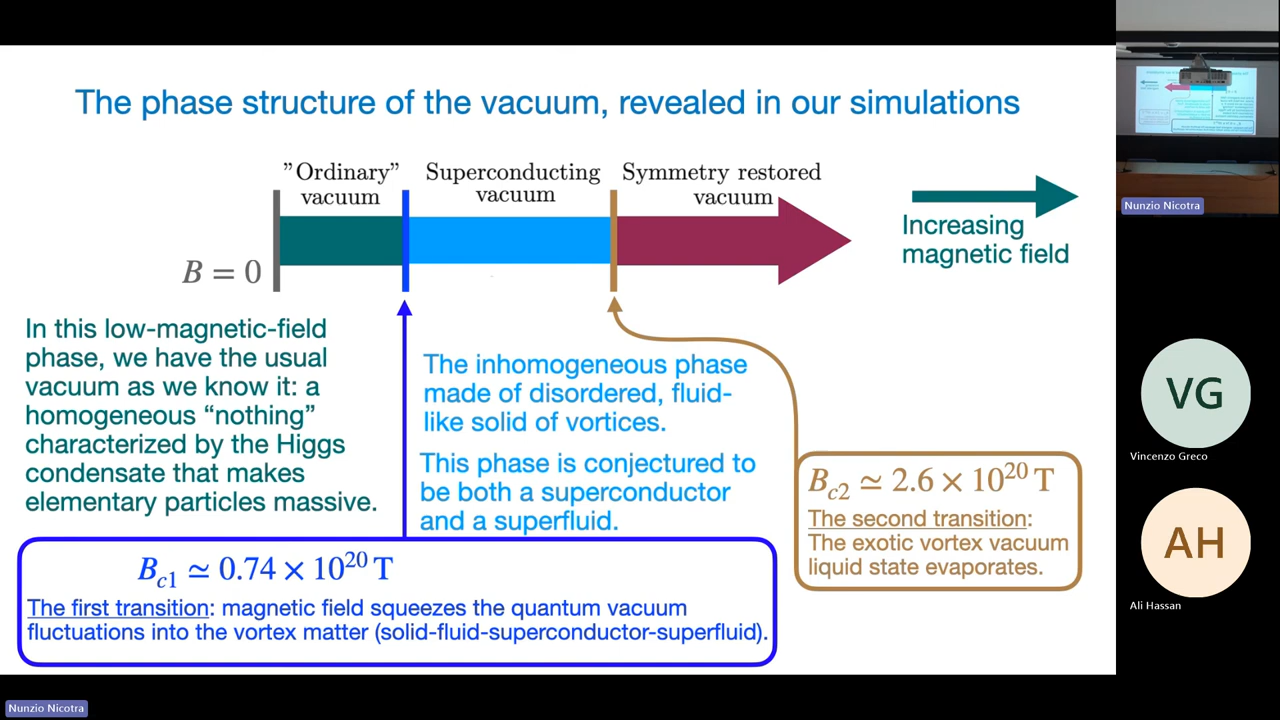 The phase structure of the vacuum, revealed in our simulations
"Ordinary" vacuum
Superconducting vacuum
Symmetry restored vacuum
Increasing magnetic field
B = 0
In this low-magnetic-field
phase, we have the usual
vacuum as we know it: a
homogeneous “nothing”
characterized by the Higgs
condensate that makes
elementary particles massive.
The inhomogeneous phase
made of disordered, fluid-
like solid of vortices.
This phase is conjectured to
be both a superconductor
and a superfluid.
B_{c1} ≃ 0.74 × 10^{20} T
The first transition: magnetic field squeezes the quantum vacuum
fluctuations into the vortex matter (solid-fluid-superconductor-superfluid).
B_{c2} ≃ 2.6 × 10^{20} T
The second transition:
The exotic vortex vacuum
liquid state evaporates.
Nunzio Nicotra
VG
Vincenzo Greco
AH
Ali Hassan
Nunzio Nicotra